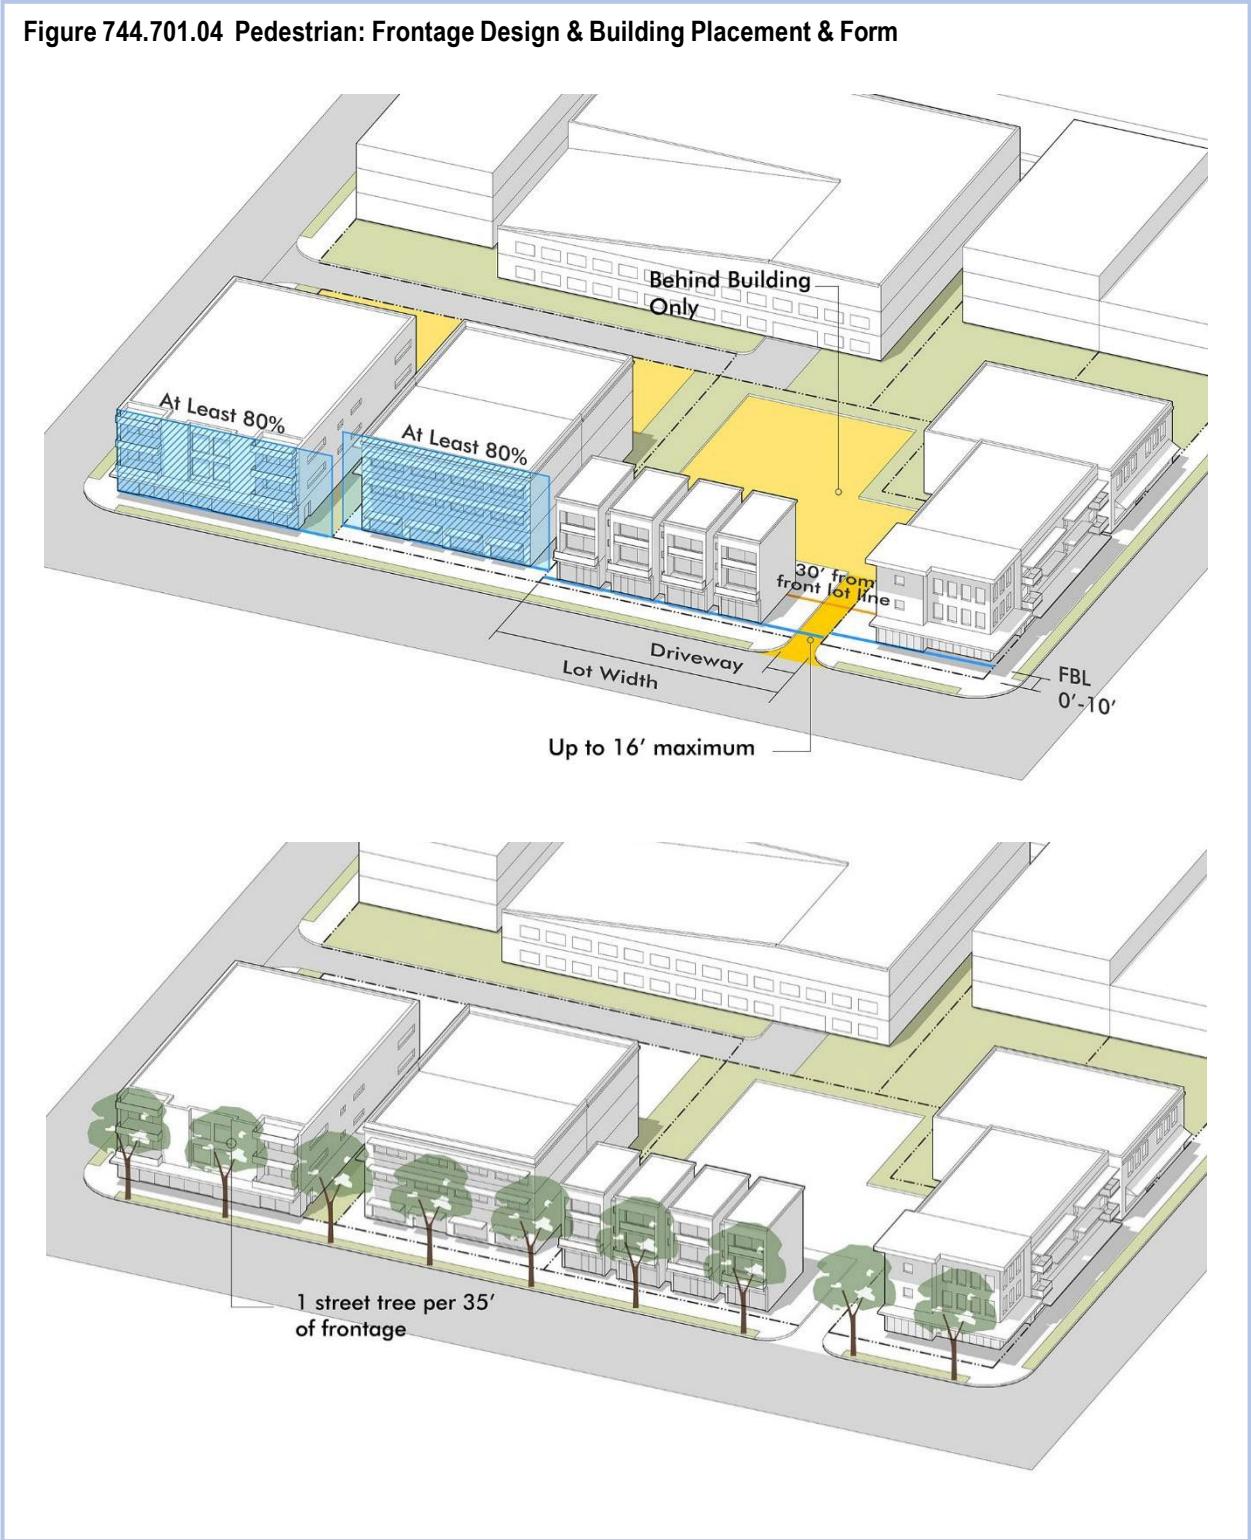 Figure 744.701.04 Pedestrian: Frontage Design & Building Placement & Form
Behind Building
Only
At Least 80%
At Least 80%
30' from
front lot line
Driveway
Lot Width
FBL
0'-10'
Up to 16' maximum
1 street tree per 35'
of frontage